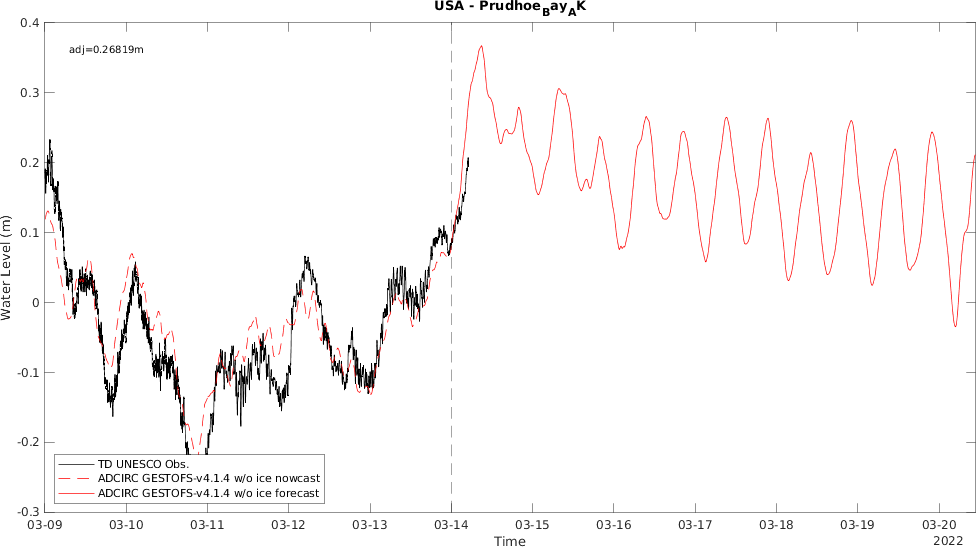 USA - Prudhoe_Bay_AK
adj=0.26819m
Water Level (m)
0.4
0.3
0.2
0.1
0
-0.1
-0.2
-0.3
TD UNESCO Obs.
ADCIRC GESTOFS-v4.1.4 w/o ice nowcast
ADCIRC GESTOFS-v4.1.4 w/o ice forecast
03-09 03-10 03-11 03-12 03-13 03-14 03-15 03-16 03-17 03-18 03-19 03-20
Time
2022